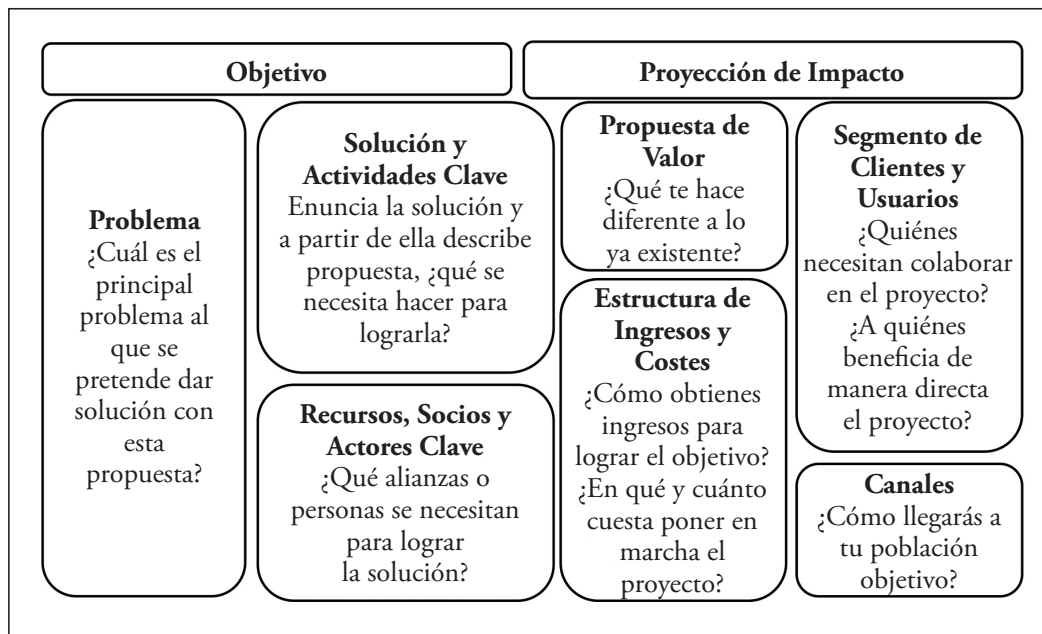 Objetivo
Proyección de Impacto
Problema
¿Cuál es el
principal
problema al
que se
pretende dar
solución con
esta
propuesta?
Solución y
Actividades Clave
Enuncia la solución y
a partir de ella describe
propuesta, ¿qué se
necesita hacer para
lograrla?
Recursos, Socios y
Actores Clave
¿Qué alianzas o
personas se necesitan
para lograr
la solución?
Propuesta de
Valor
¿Qué te hace
diferente a lo
ya existente?
Estructura de
Ingresos y
Costes
¿Cómo obtienes
ingresos para
lograr el objetivo?
¿En qué y cuánto
cuesta poner en
marcha el
proyecto?
Segmento de
Clientes y
Usuarios
¿Quiénes
necesitan colaborar
en el proyecto?
¿A quiénes
beneficia de
manera directa
el proyecto?
Canales
¿Cómo llegarás a
tu población
objetivo?